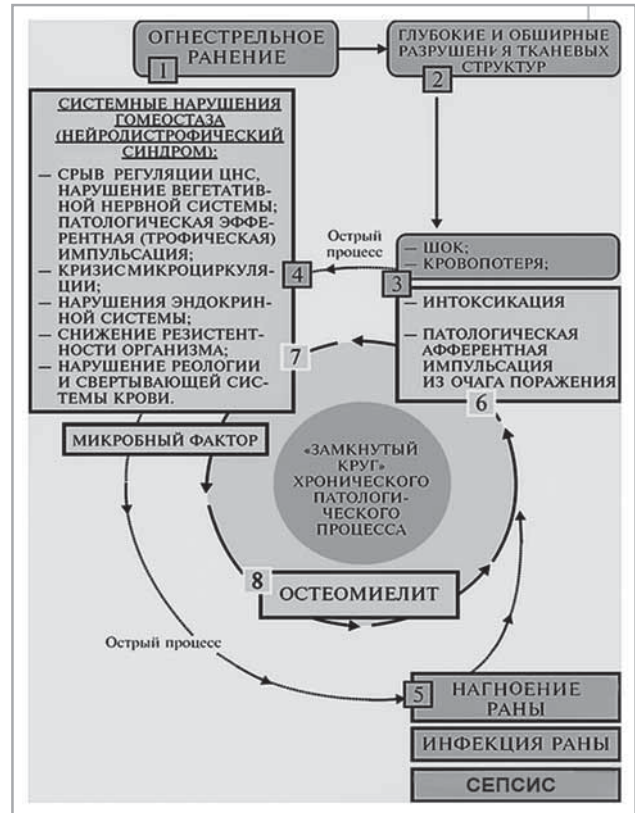 ОГНЕСТРЕЛЬНОЕ
РАНЕНИЕ
1
ГЛУБОКИЕ И ОБШИРНЫЕ
РАЗРУШЕНИЯ ТКАНЕВЫХ
СТРУКТУР
2
СИСТЕМНЫЕ НАРУШЕНИЯ
ГОМЕОСТАЗА
(НЕЙРОДИСТРОФИЧЕСКИЙ
СИНДРОМ):
— СРЫВ РЕГУЛЯЦИИ ЦНС,
НАРУШЕНИЕ ВЕГЕТАТИВ-
НОЙ НЕРВНОЙ СИСТЕМЫ;
ПАТОЛОГИЧЕСКАЯ ЭФФЕ-
РЕНТНАЯ (ТРОФИЧЕСКАЯ)
ИМПУЛЬСАЦИЯ;
— КРИЗИС МИКРОЦИРКУЛЯ-
ЦИИ;
— НАРУШЕНИЯ ЭНДОКРИН-
НОЙ СИСТЕМЫ;
— СНИЖЕНИЕ РЕЗИСТЕНТ-
НОСТИ ОРГАНИЗМА;
— НАРУШЕНИЕ РЕОЛОГИИ
И СВЕРТЫВАЮЩЕЙ СИС-
ТЕМЫ КРОВИ.
Острый
процесс
4
— ШОК;
— КРОВОПОТЕРЯ;
3
— ИНТОКСИКАЦИЯ
— ПАТОЛОГИЧЕСКАЯ
АФФЕРЕНТНАЯ
ИМПУЛЬСАЦИЯ
ИЗ ОЧАГА ПОРАЖЕНИЯ
7
6
МИКРОБНЫЙ ФАКТОР
«ЗАМКНУТЫЙ
КРУГ»
ХРОНИЧЕСКОГО
ПАТОЛОГИ-
ЧЕСКОГО
ПРОЦЕССА
8
ОСТЕОМИЕЛИТ
Острый процесс
5
НАГНОЕНИЕ
РАНЫ
ИНФЕКЦИЯ РАНЫ
СЕПСИС